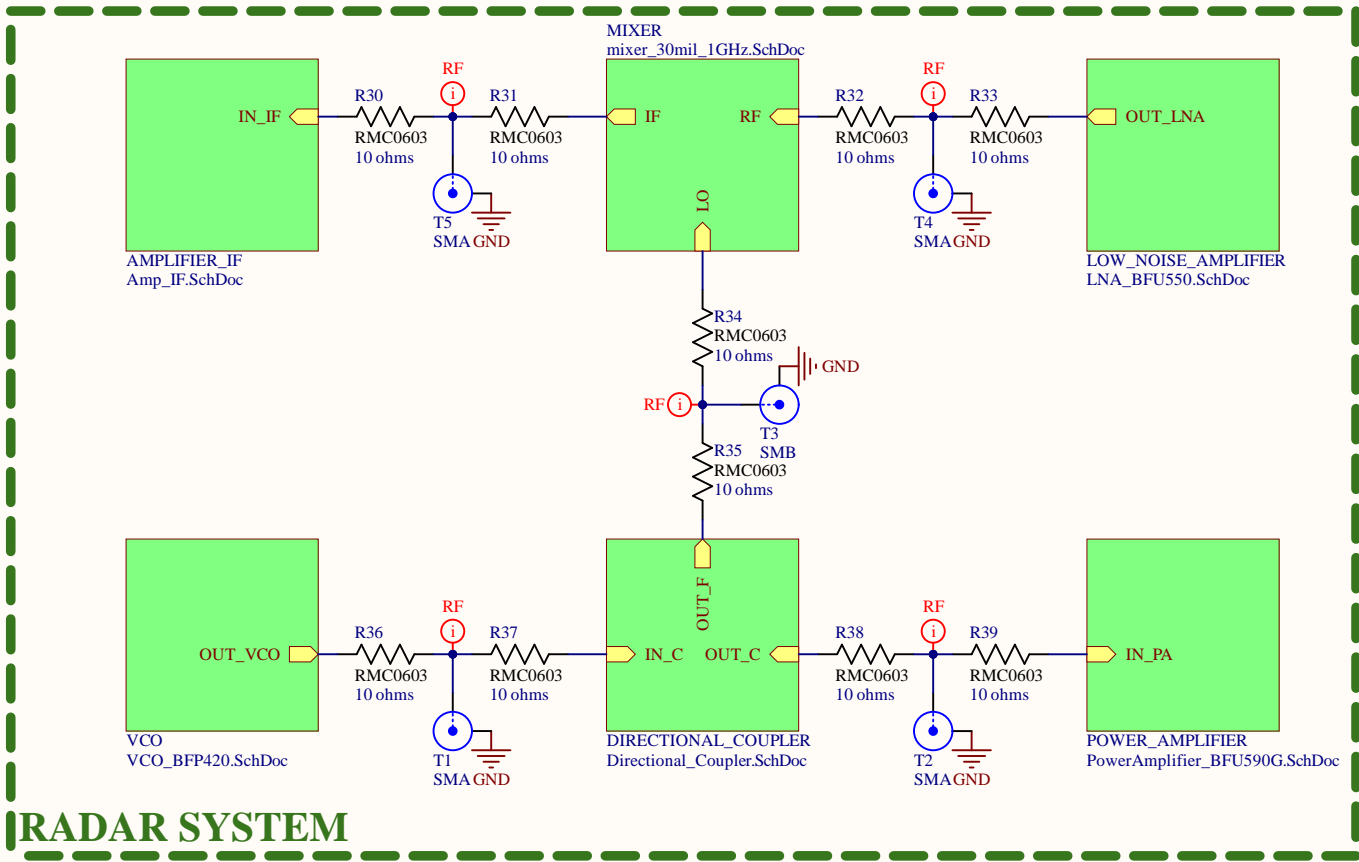 MIXER
mixer_30mil_1GHz.SchDoc
IN_IF
R30
RMC0603
10 ohms
RF
i
R31
RMC0603
10 ohms
IF
RF
LO
R32
RMC0603
10 ohms
RF
i
R33
RMC0603
10 ohms
OUT_LNA
T5
SMA
GND
T4
SMA
GND
AMPLIFIER_IF
Amp_IF.SchDoc
LOW_NOISE_AMPLIFIER
LNA_BFU550.SchDoc
R34
RMC0603
10 ohms
GND
RF
i
T3
SMB
R35
RMC0603
10 ohms
OUT_VCO
R36
RMC0603
10 ohms
RF
i
R37
RMC0603
10 ohms
OUT_F
IN_C
OUT_C
R38
RMC0603
10 ohms
RF
i
R39
RMC0603
10 ohms
IN_PA
VCO
VCO_BFP420.SchDoc
T1
SMA
GND
DIRECTIONAL_COUPLER
Directional_Coupler.SchDoc
T2
SMA
GND
POWER_AMPLIFIER
PowerAmplifier_BFU590G.SchDoc
RADAR SYSTEM